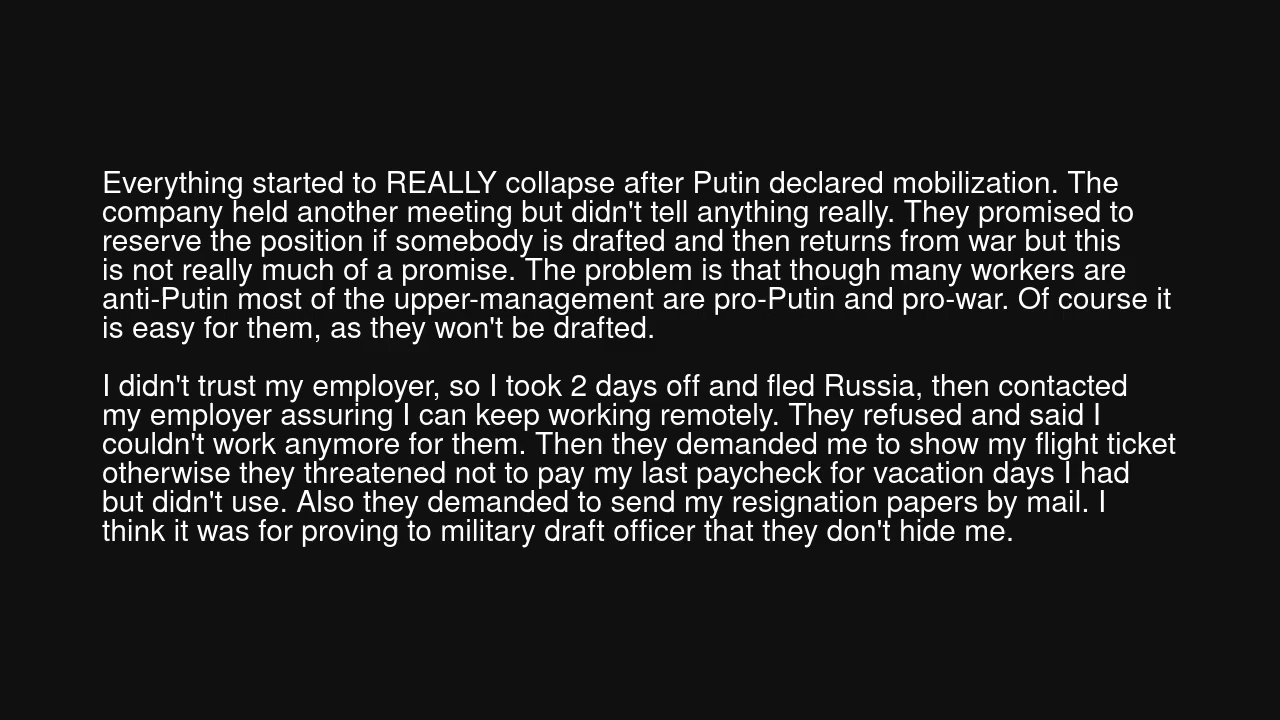 Everything started to REALLY collapse after Putin declared mobilization. The
company held another meeting but didn't tell anything really. They promised to
reserve the position if somebody is drafted and then returns from war but this
is not really much of a promise. The problem is that though many workers are
anti-Putin most of the upper-management are pro-Putin and pro-war. Of course it
is easy for them, as they won't be drafted.
I didn't trust my employer, so I took 2 days off and fled Russia, then contacted
my employer assuring I can keep working remotely. They refused and said I
couldn't work anymore for them. Then they demanded me to show my flight ticket
otherwise they threatened not to pay my last paycheck for vacation days I had
but didn't use. Also they demanded to send my resignation papers by mail. I
think it was for proving to military draft officer that they don't hide me.